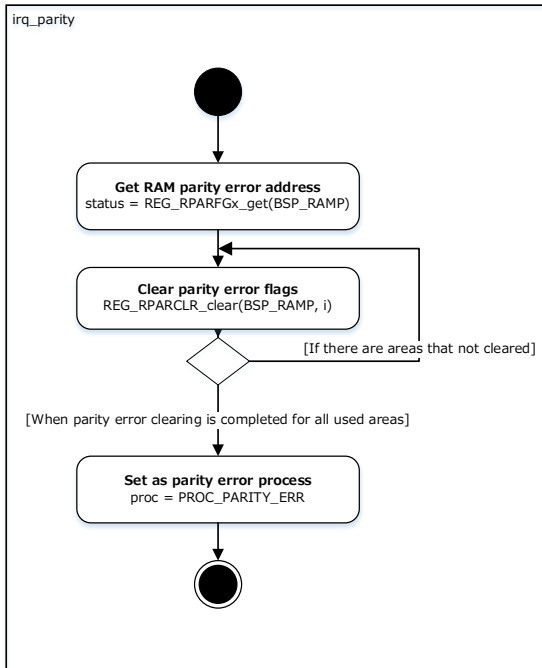 irq_parity
Get RAM parity error address
status = REG_RPARFGx_get(BSP_RAMP)
Clear parity error flags
REG_RPARCLR_clear(BSP_RAMP, i)
[If there are areas that not cleared]
[When parity error clearing is completed for all used areas]
Set as parity error process
proc = PROC_PARITY_ERR